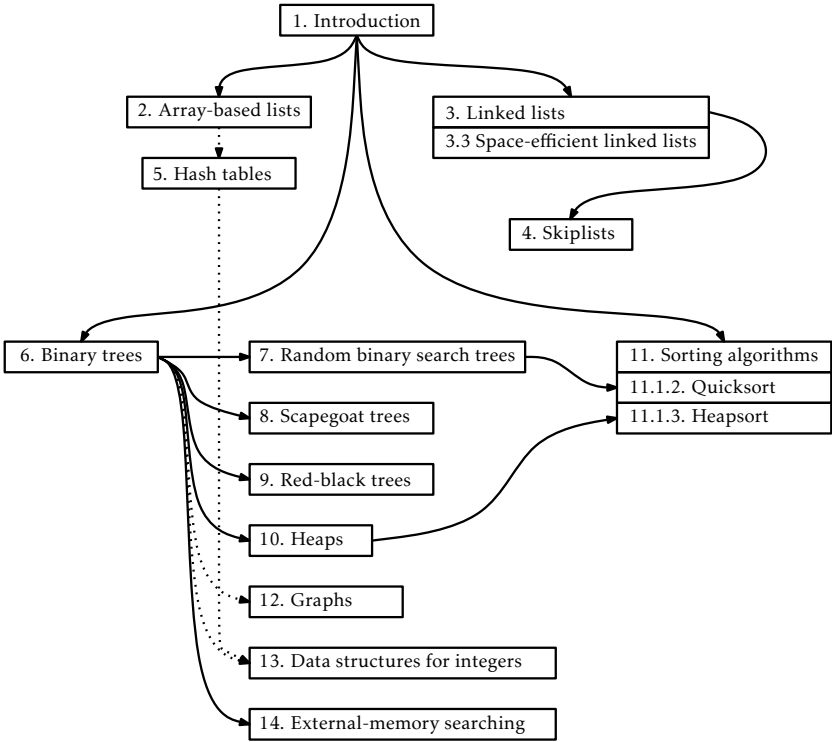 1. Introduction
2. Array-based lists
3. Linked lists
3.3 Space-efficient linked lists
5. Hash tables
4. Skiplists
6. Binary trees
7. Random binary search trees
11. Sorting algorithms
11.1.2. Quicksort
8. Scapegoat trees
11.1.3. Heapsort
9. Red-black trees
10. Heaps
12. Graphs
13. Data structures for integers
14. External-memory searching